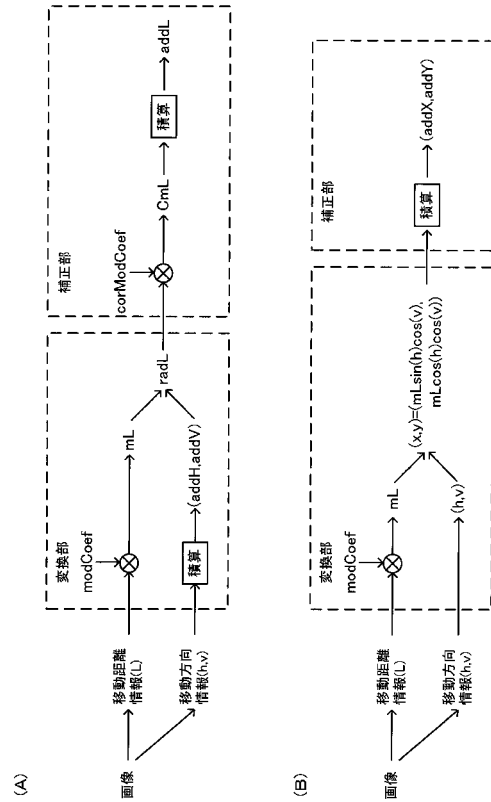 (A)
画像
移動距離
情報(L)
移動方向
情報(h,v)
変換部
modCoef
mL
積算
(addH,addV)
radL
補正部
lcorModCoef
CmL
積算
addL
(B)
画像
移動距離
情報(L)
移動方向
情報(h,v)
変換部
modCoef
mL
(h,v)
(x,y)=(mLsin(h)cos(v),
mLcos(h)cos(v))
補正部
積算
(addX,addY)